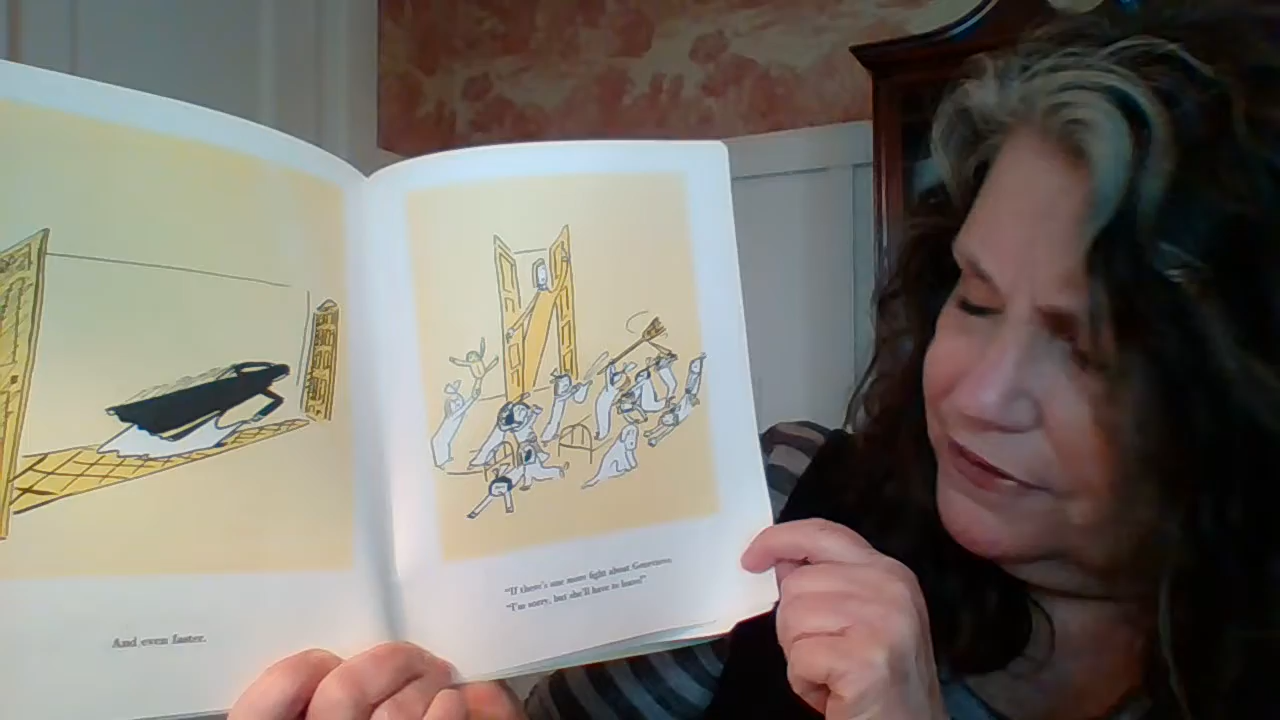 And even faster.
"If there's one more fight about Genevieve,
"I'm sorry, but she'll have to leave!"